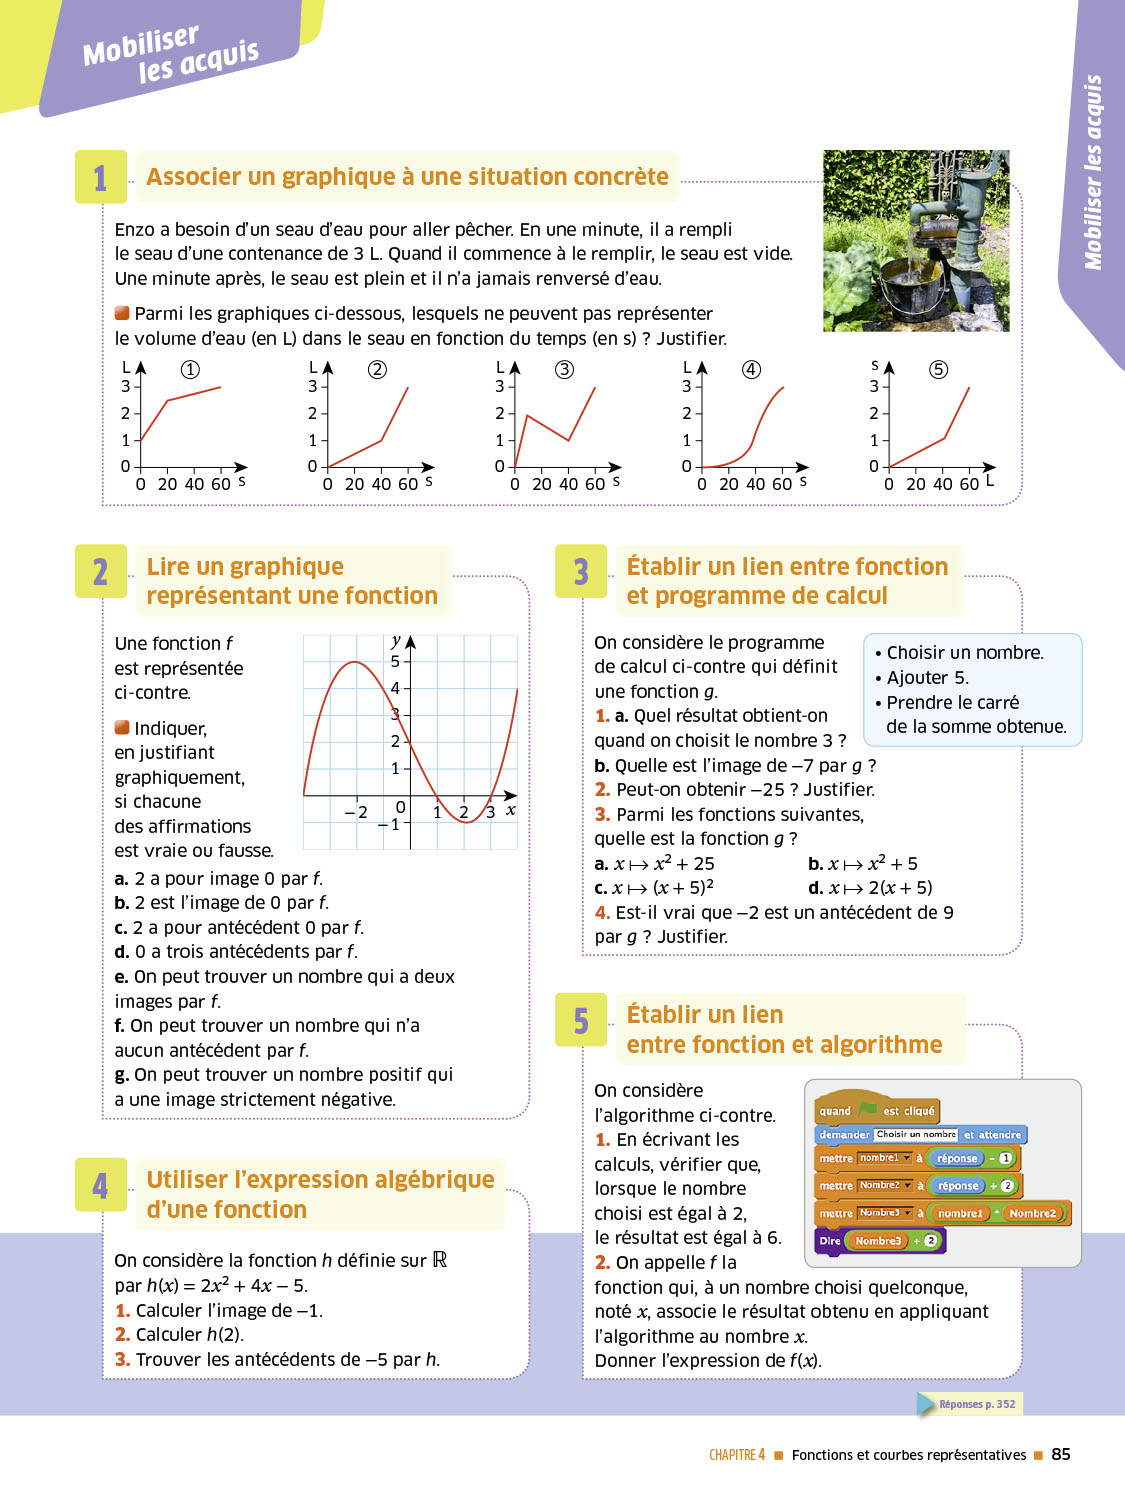 Mobiliser
les acquis
Mobiliser les acquis
1 Associer un graphique à une situation concrète
Enzo a besoin d'un seau d'eau pour aller pêcher. En une minute, il a rempli
le seau d'une contenance de 3 L. Quand il commence à le remplir, le seau est vide.
Une minute après, le seau est plein et il n'a jamais renversé d'eau.
Parmi les graphiques ci-dessous, lesquels ne peuvent pas représenter
le volume d'eau (en L) dans le seau en fonction du temps (en s) ? Justifier.
L ① L ② L ③ L ④ s ⑤
3 3 3 3 3
2 2 2 2 2
1 1 1 1 1
0 0 0 0 0
0 20 40 60 s 0 20 40 60 s 0 20 40 60 s 0 20 40 60 s 0 20 40 60 L
2 Lire un graphique
représentant une fonction
Une fonction f
est représentée
ci-contre.
Indiquer,
en justifiant
graphiquement,
si chacune
des affirmations
est vraie ou fausse.
y
5
4
3
2
1
−2 0 1 2 3 x
−1
a. 2 a pour image 0 par f.
b. 2 est l'image de 0 par f.
c. 2 a pour antécédent 0 par f.
d. 0 a trois antécédents par f.
e. On peut trouver un nombre qui a deux
images par f.
f. On peut trouver un nombre qui n'a
aucun antécédent par f.
g. On peut trouver un nombre positif qui
a une image strictement négative.
3 Établir un lien entre fonction
et programme de calcul
On considère le programme
de calcul ci-contre qui définit
une fonction g.
• Choisir un nombre.
• Ajouter 5.
• Prendre le carré
de la somme obtenue.
1. a. Quel résultat obtient-on
quand on choisit le nombre 3 ?
b. Quelle est l'image de −7 par g ?
2. Peut-on obtenir −25 ? Justifier.
3. Parmi les fonctions suivantes,
quelle est la fonction g ?
a. x ↦ x² + 25 b. x ↦ x² + 5
c. x ↦ (x + 5)² d. x ↦ 2(x + 5)
4. Est-il vrai que −2 est un antécédent de 9
par g ? Justifier.
4 Utiliser l'expression algébrique
d'une fonction
On considère la fonction h définie sur ℝ
par h(x) = 2x² + 4x − 5.
1. Calculer l'image de −1.
2. Calculer h(2).
3. Trouver les antécédents de −5 par h.
5 Établir un lien
entre fonction et algorithme
On considère
l'algorithme ci-contre.
1. En écrivant les
calculs, vérifier que,
lorsque le nombre
choisi est égal à 2,
le résultat est égal à 6.
2. On appelle f la
fonction qui, à un nombre choisi quelconque,
noté x, associe le résultat obtenu en appliquant
l'algorithme au nombre x.
Donner l'expression de f(x).
quand est cliqué
demander Choisir un nombre et attendre
mettre nombre1 à réponse - 1
mettre Nombre2 à réponse + 2
mettre Nombre3 à nombre1 * Nombre2
Dire Nombre3 + 2
Réponses p. 352
CHAPITRE 4 ■ Fonctions et courbes représentatives ■ 85